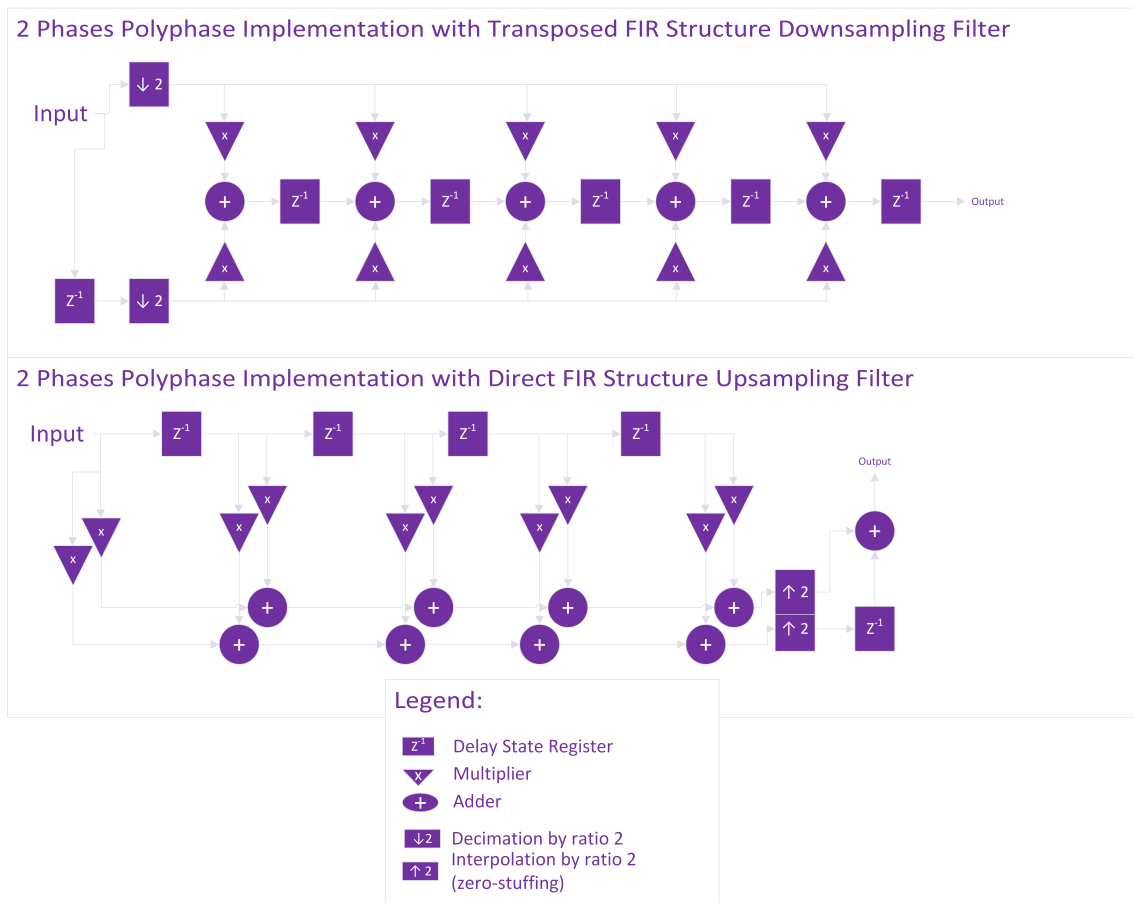 2 Phases Polyphase Implementation with Transposed FIR Structure Downsampling Filter
↓ 2
Input
x x x x x
+ Z-1 + Z-1 + Z-1 + Z-1 + Z-1 Output
x x x x x
Z-1 ↓ 2
2 Phases Polyphase Implementation with Direct FIR Structure Upsampling Filter
Input Z-1 Z-1 Z-1 Z-1
Output
x x x x
x x x x x +
x
↑ 2
+ + + +
↑ 2 Z-1
+ + + +
Legend:
Z-1 Delay State Register
x Multiplier
+ Adder
↓2 Decimation by ratio 2
Interpolation by ratio 2
↑ 2
(zero-stuffing)